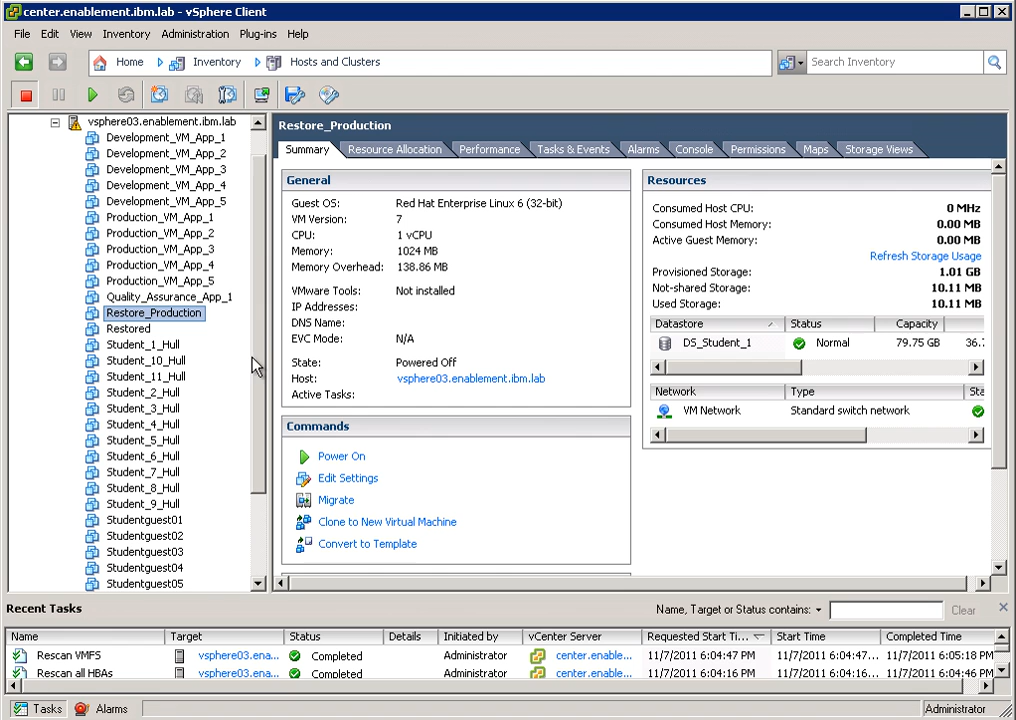 center.enablement.ibm.lab - vSphere Client
File Edit View Inventory Administration Plug-ins Help
Home Inventory Hosts and Clusters Search Inventory
vsphere03.enablement.ibm.lab
Development_VM_App_1
Development_VM_App_2
Development_VM_App_3
Development_VM_App_4
Development_VM_App_5
Production_VM_App_1
Production_VM_App_2
Production_VM_App_3
Production_VM_App_4
Production_VM_App_5
Quality_Assurance_App_1
Restore_Production
Restored
Student_1_Hull
Student_10_Hull
Student_11_Hull
Student_2_Hull
Student_3_Hull
Student_4_Hull
Student_5_Hull
Student_6_Hull
Student_7_Hull
Student_8_Hull
Student_9_Hull
Studentguest01
Studentguest02
Studentguest03
Studentguest04
Studentguest05
Restore_Production
Summary Resource Allocation Performance Tasks & Events Alarms Console Permissions Maps Storage Views
General
Guest OS: Red Hat Enterprise Linux 6 (32-bit)
VM Version: 7
CPU: 1 vCPU
Memory: 1024 MB
Memory Overhead: 138.86 MB
VMware Tools: Not installed
IP Addresses:
DNS Name:
EVC Mode: N/A
State: Powered Off
Host: vsphere03.enablement.ibm.lab
Active Tasks:
Commands
Power On
Edit Settings
Migrate
Clone to New Virtual Machine
Convert to Template
Resources
Consumed Host CPU: 0 MHz
Consumed Host Memory: 0.00 MB
Active Guest Memory: 0.00 MB
Refresh Storage Usage
Provisioned Storage: 1.01 GB
Not-shared Storage: 10.11 MB
Used Storage: 10.11 MB
Datastore Status Capacity
DS_Student_1 Normal 79.75 GB 36.7
Network Type Sta
VM Network Standard switch network
Recent Tasks Name, Target or Status contains: Clear
Name Target Status Details Initiated by vCenter Server Requested Start Ti... Start Time Completed Time
Rescan VMFS vsphere03.ena... Completed Administrator center.enable... 11/7/2011 6:04:47 PM 11/7/2011 6:04:47... 11/7/2011 6:05:18 PM
Rescan all HBAs vsphere03.ena... Completed Administrator center.enable... 11/7/2011 6:04:16 PM 11/7/2011 6:04:16... 11/7/2011 6:04:46 PM
Tasks Alarms Administrator